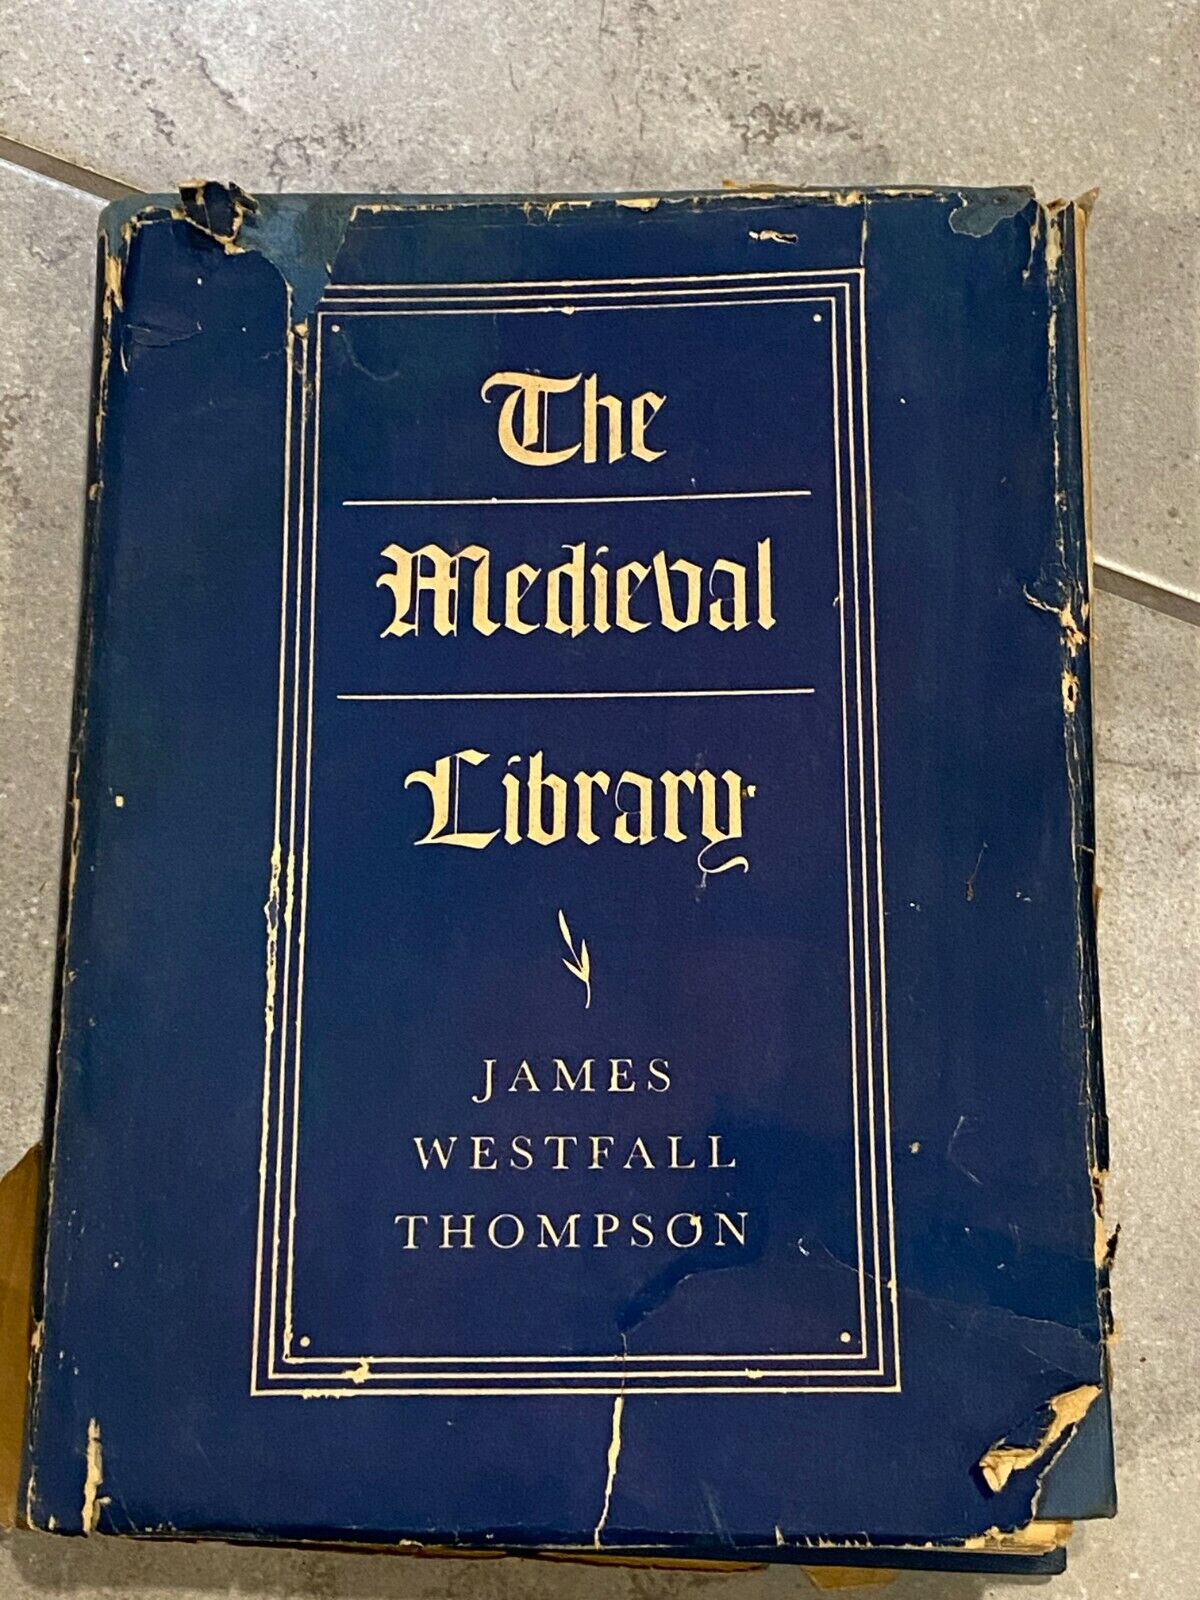 The
Medieval
Library
JAMES
WESTFALL
THOMPSON